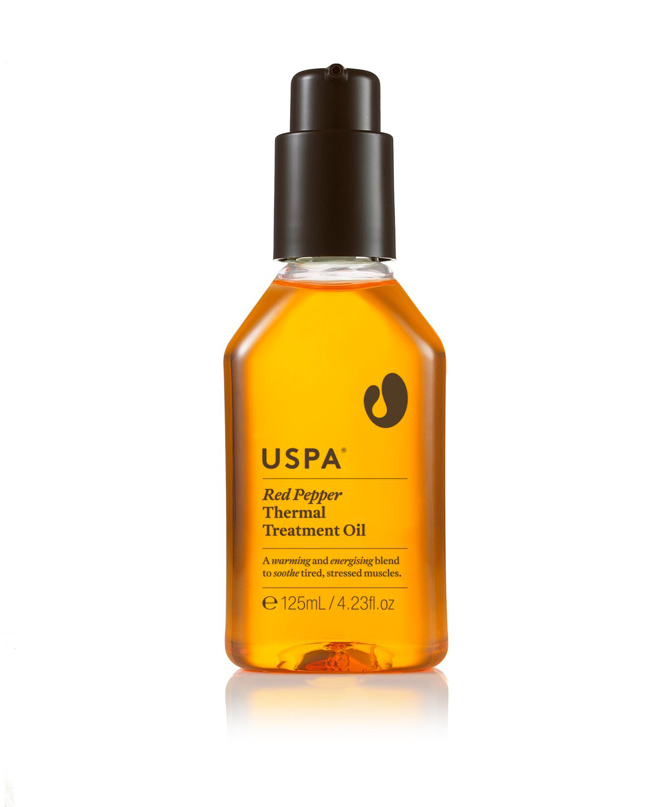 USPA®
Red Pepper
Thermal
Treatment Oil
A warming and energising blend
to soothe tired, stressed muscles.
℮ 125mL / 4.23fl.oz